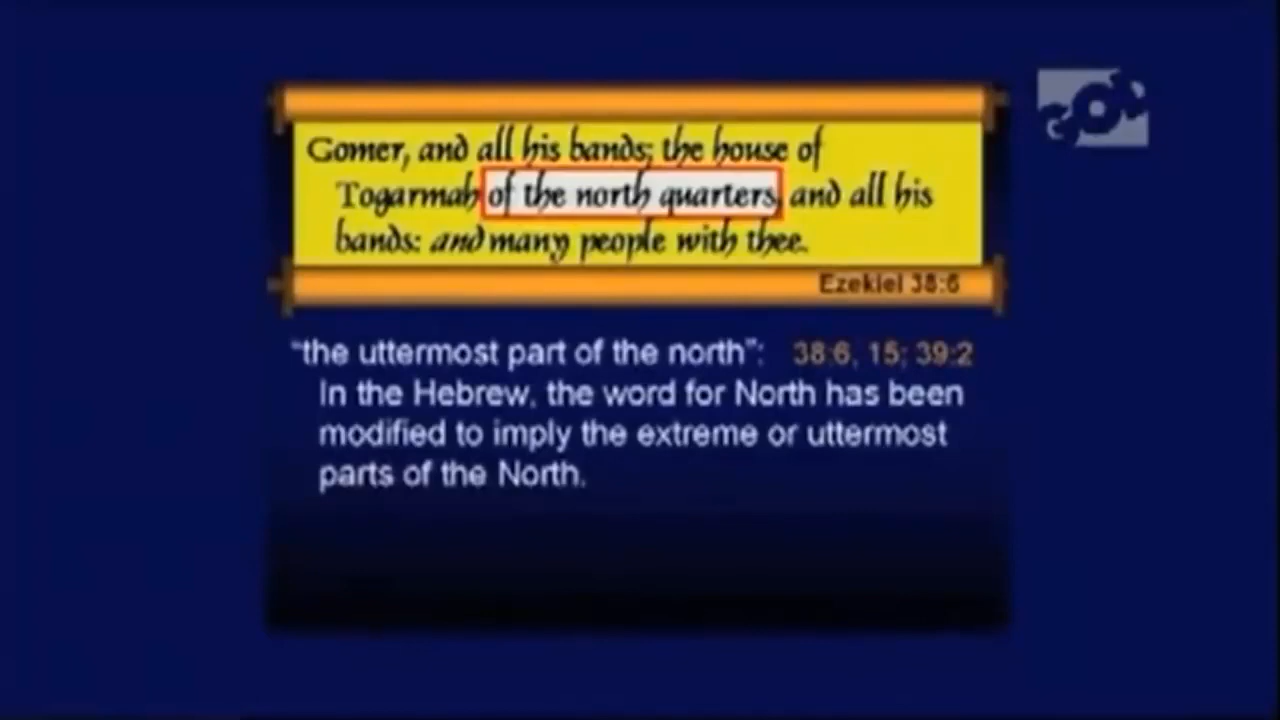 GOD
Gomer, and all his bands; the house of
Togarmah of the north quarters, and all his
bands: and many people with thee.
Ezekiel 38:6
"the uttermost part of the north": 38:6, 15; 39:2
In the Hebrew, the word for North has been
modified to imply the extreme or uttermost
parts of the North.